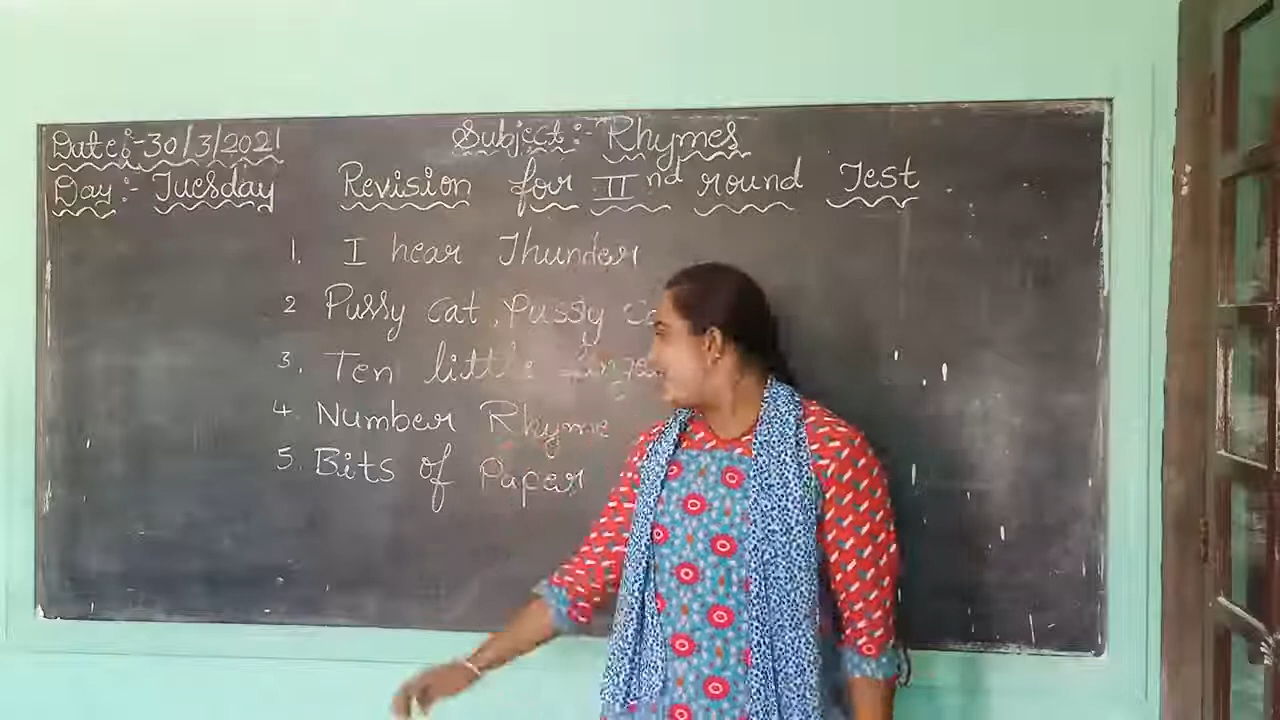 Date:-30/3/2021
Subject:- Rhymes
Day:- Tuesday
Revision for IInd round Test.
1. I hear Thunder
2 Pussy cat, Pussy
3. Ten little
4. Number Rhyme
5. Bits of Paper